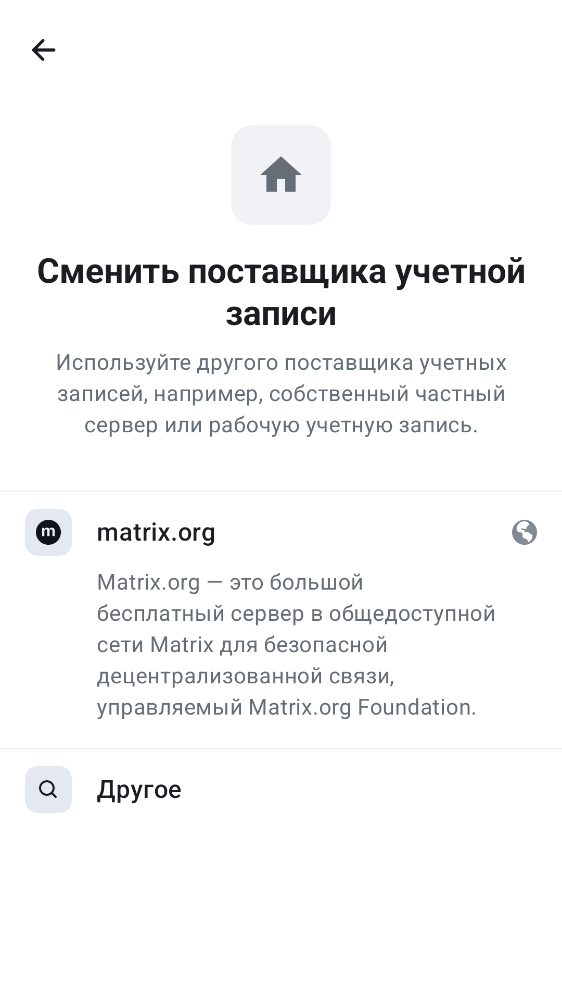 Сменить поставщика учетной
записи
Используйте другого поставщика учетных
записей, например, собственный частный
сервер или рабочую учетную запись.
m
matrix.org
Matrix.org — это большой
бесплатный сервер в общедоступной
сети Matrix для безопасной
децентрализованной связи,
управляемый Matrix.org Foundation.
Другое